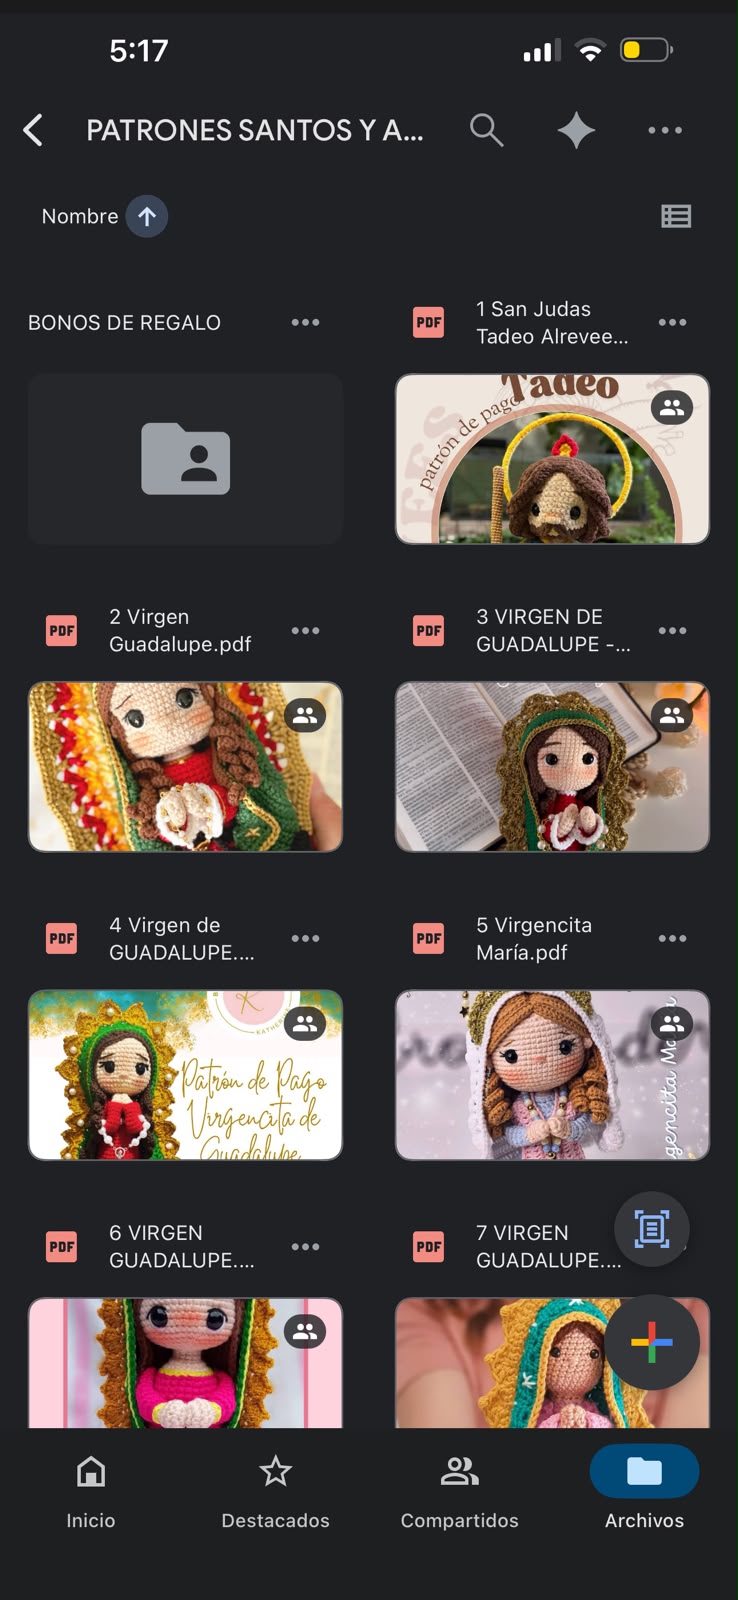 5:17
PATRONES SANTOS Y A...
Nombre
BONOS DE REGALO
PDF
1 San Judas
Tadeo Alrevee...
Tadeo
patrón de pago
PDF
2 Virgen
Guadalupe.pdf
PDF
3 VIRGEN DE
GUADALUPE -...
PDF
4 Virgen de
GUADALUPE....
PDF
5 Virgencita
María.pdf
K
Patrón de Pago
Virgencita de
Guadalupe
PDF
6 VIRGEN
GUADALUPE....
PDF
7 VIRGEN
GUADALUPE....
Inicio
Destacados
Compartidos
Archivos